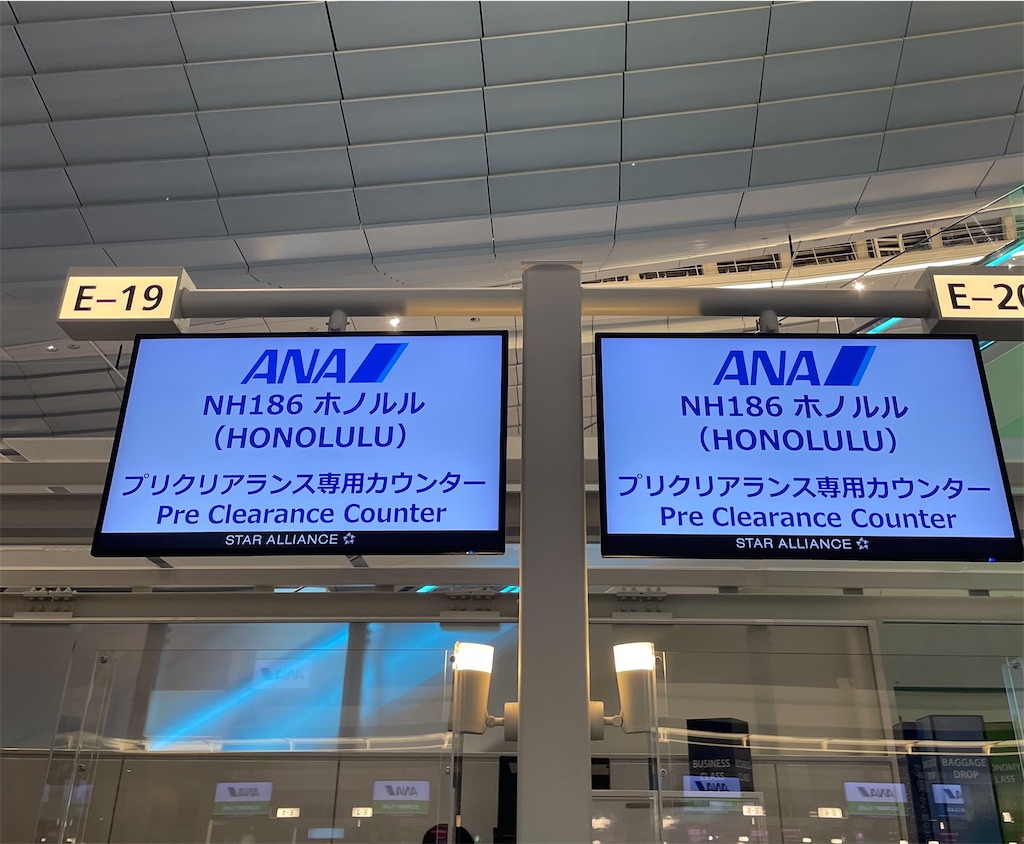 E-19
ANA
NH186 ホノルル
(HONOLULU)
プリクリアランス専用カウンター
Pre Clearance Counter
STAR ALLIANCE
E-20
ANA
NH186 ホノルル
(HONOLULU)
プリクリアランス専用カウンター
Pre Clearance Counter
STAR ALLIANCE
BUSINESS
CLASS
BAGGAGE
DROP